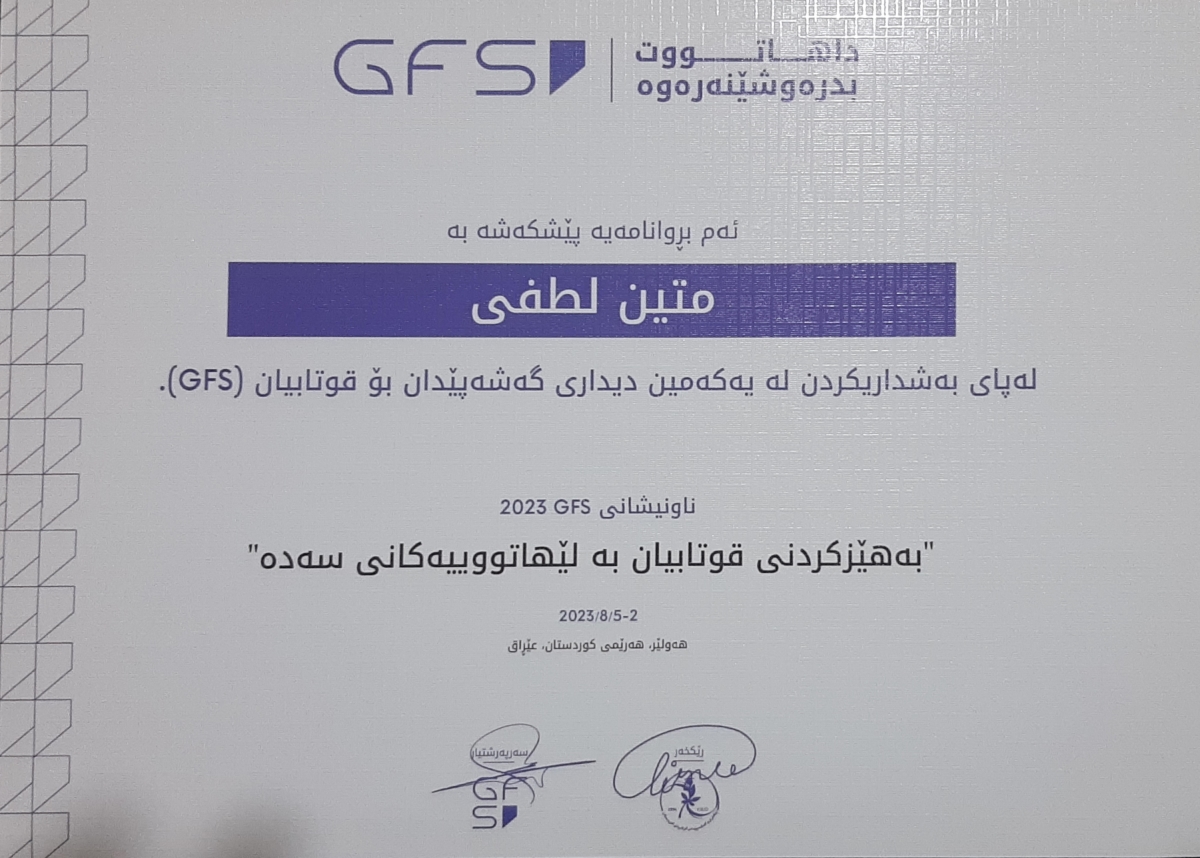 GFS
داهاتووت
بدرەوشێنەرەوە
ئەم بڕوانامەیە پێشکەشە بە
متین لطفی
لەپای بەشداریکردن لە یەکەمین دیداری گەشەپێدان بۆ قوتابیان (GFS).
ناونیشانی GFS 2023
"بەهێزکردنی قوتابیان بە لێهاتووییەکانی سەدە"
2023/8/5-2
هەولێر، هەرێمی کوردستان، عێراق
ڕێکخەر
سەرپەرشتیار
GFS